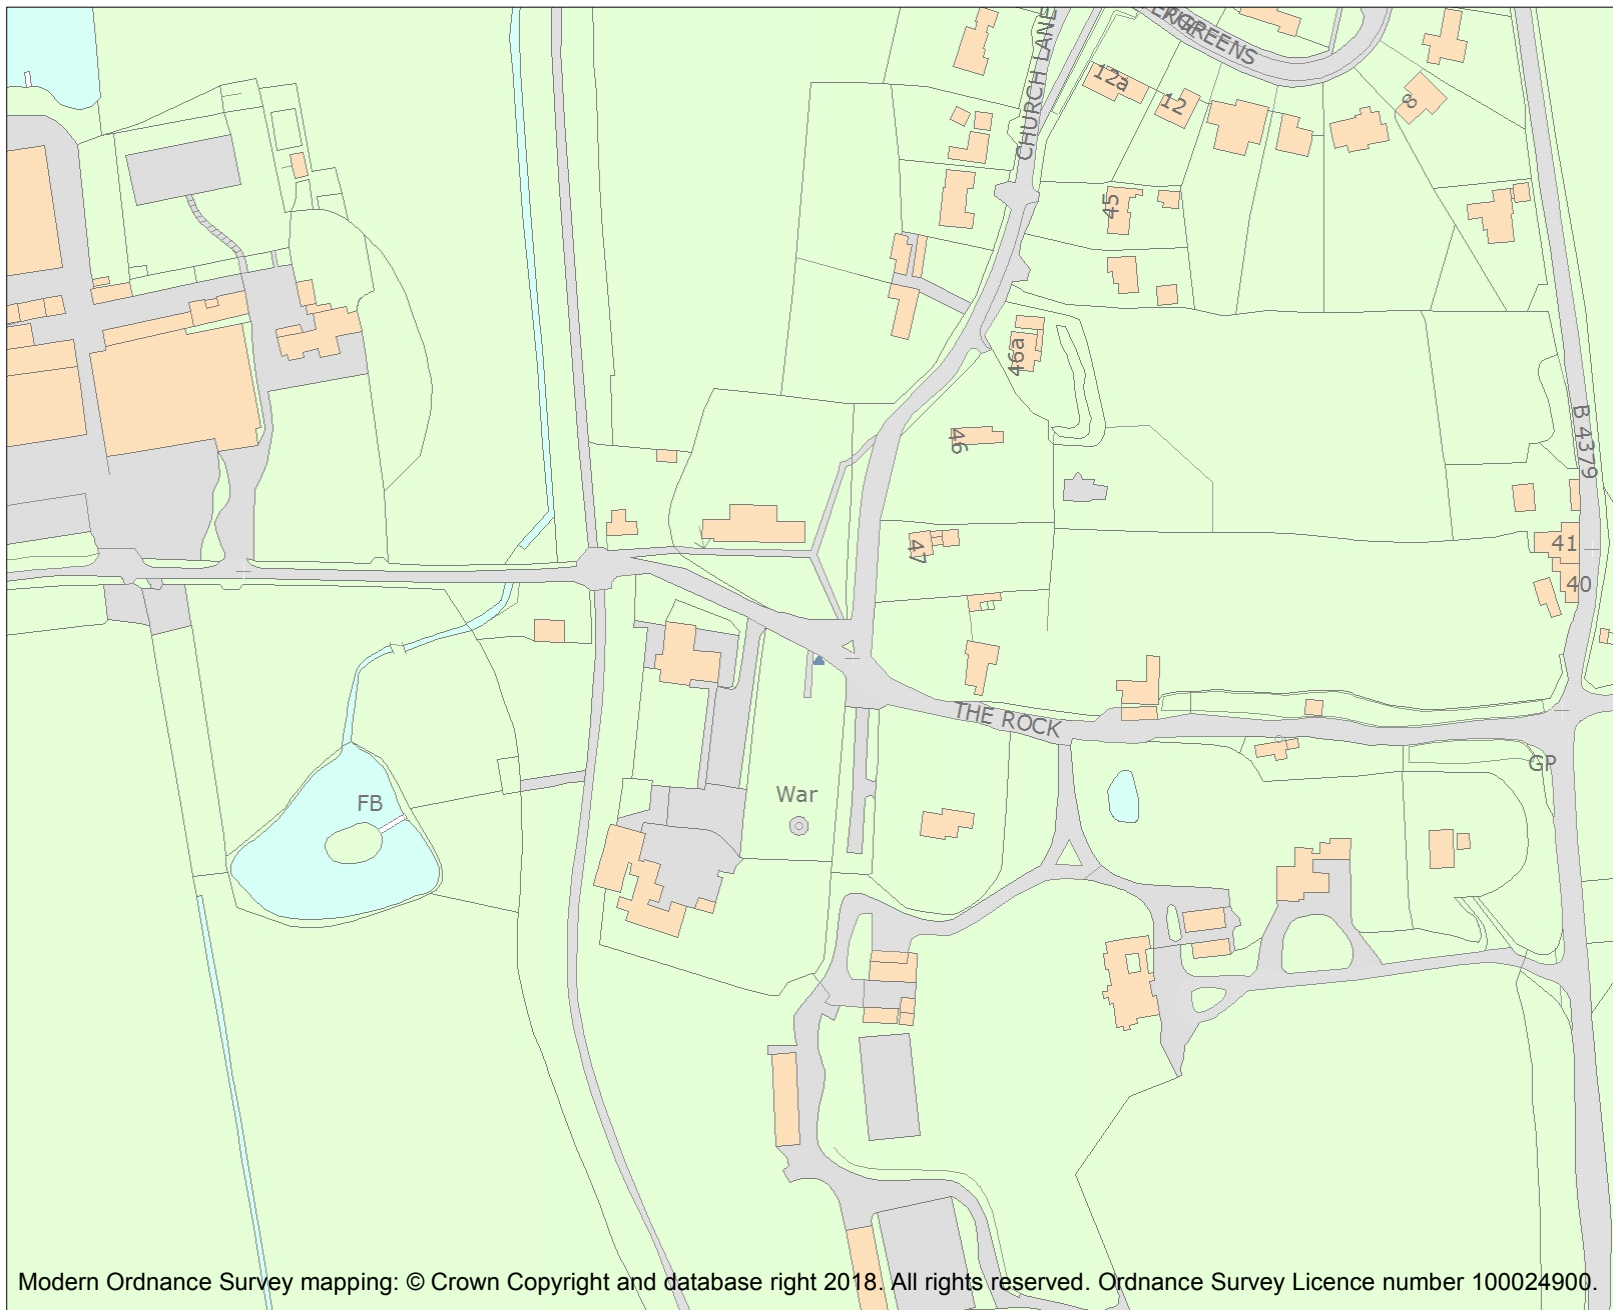 GREENS
CHURCH LANE
12a
12
8
45
46a
46
B 4379
47
41
40
THE ROCK
GP
War
FB
Modern Ordnance Survey mapping: © Crown Copyright and database right 2018. All rights reserved. Ordnance Survey Licence number 100024900.